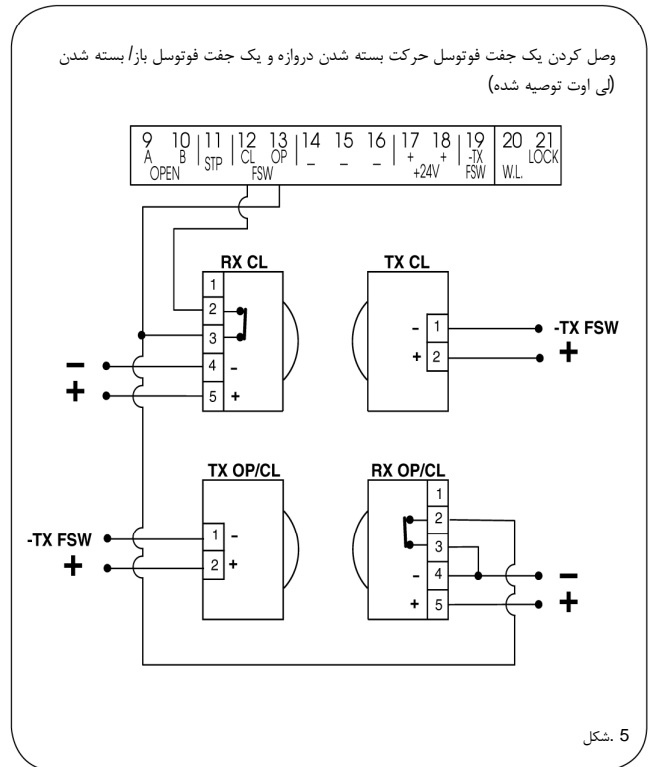 وصل کردن یک جفت فوتوسل حرکت بسته شدن دروازه و یک جفت فوتوسل باز/ بسته شدن
(لی اوت توصیه شده)
9 10 11 12 13 14 15 16 17 18 19 20 21
A B STP CL OP _ _ _ + + -TX LOCK
OPEN FSW +24V FSW W.L.
RX CL
1
2
3
4 -
5 +
−
+
TX CL
- 1
+ 2
-TX FSW
+
TX OP/CL
1 -
2 +
-TX FSW
+
RX OP/CL
1
2
3
- 4
+ 5
−
+
شکل. 5